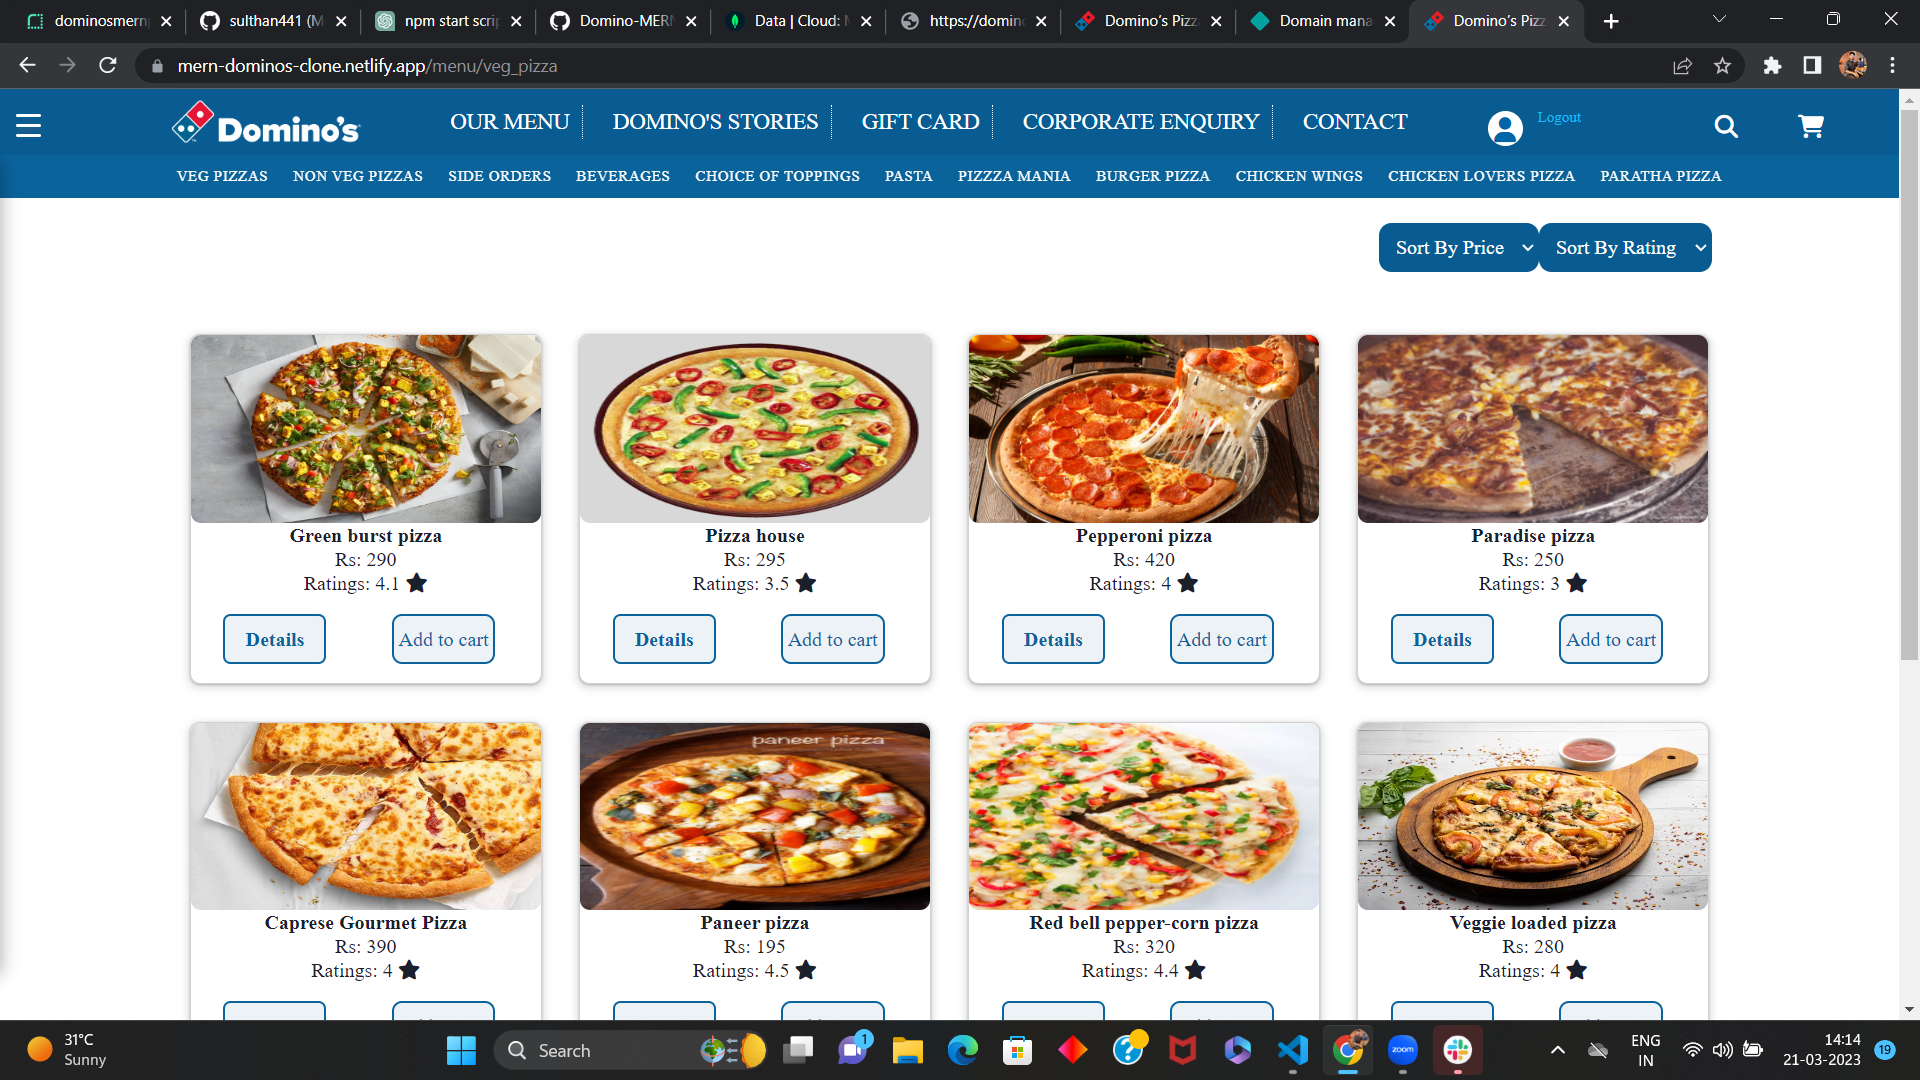 dominosmern
sulthan441 (M
npm start scrip
Domino-MERN
Data | Cloud: M
https://domino
Domino's Pizz
Domain mana
Domino's Pizz
mern-dominos-clone.netlify.app/menu/veg_pizza
Domino's
OUR MENU
DOMINO'S STORIES
GIFT CARD
CORPORATE ENQUIRY
CONTACT
Logout
VEG PIZZAS
NON VEG PIZZAS
SIDE ORDERS
BEVERAGES
CHOICE OF TOPPINGS
PASTA
PIZZZA MANIA
BURGER PIZZA
CHICKEN WINGS
CHICKEN LOVERS PIZZA
PARATHA PIZZA
Sort By Price
Sort By Rating
Green burst pizza
Rs: 290
Ratings: 4.1
Details
Add to cart
Pizza house
Rs: 295
Ratings: 3.5
Details
Add to cart
Pepperoni pizza
Rs: 420
Ratings: 4
Details
Add to cart
Paradise pizza
Rs: 250
Ratings: 3
Details
Add to cart
Caprese Gourmet Pizza
Rs: 390
Ratings: 4
paneer pizza
Paneer pizza
Rs: 195
Ratings: 4.5
Red bell pepper-corn pizza
Rs: 320
Ratings: 4.4
Veggie loaded pizza
Rs: 280
Ratings: 4
31°C
Sunny
Search
1
zoom
ENG
IN
14:14
21-03-2023
19